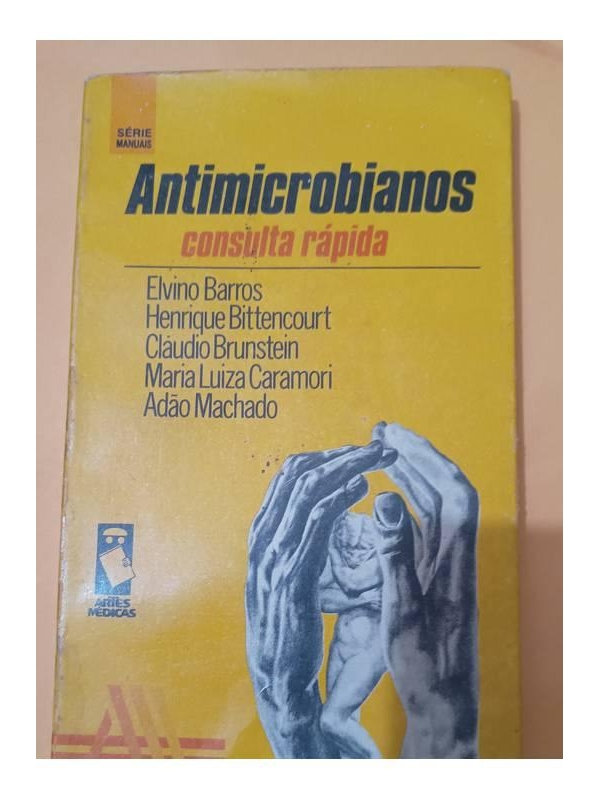 SÉRIE
MANUAIS
Antimicrobianos
consulta rápida
Elvino Barros
Henrique Bittencourt
Cláudio Brunstein
Maria Luiza Caramori
Adão Machado
ARTES
MÉDICAS